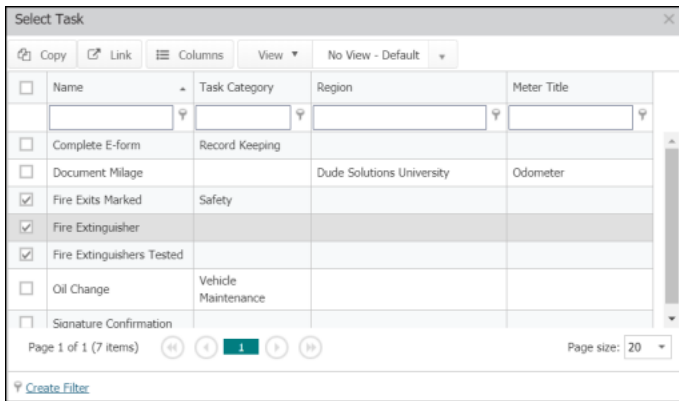 Select Task
Copy Link Columns View No View - Default
Name Task Category Region Meter Title
Complete E-form Record Keeping
Document Milage Dude Solutions University Odometer
Fire Exits Marked Safety
Fire Extinguisher
Fire Extinguishers Tested
Oil Change Vehicle
Maintenance
Signature Confirmation
Page 1 of 1 (7 items) 1 Page size: 20
Create Filter